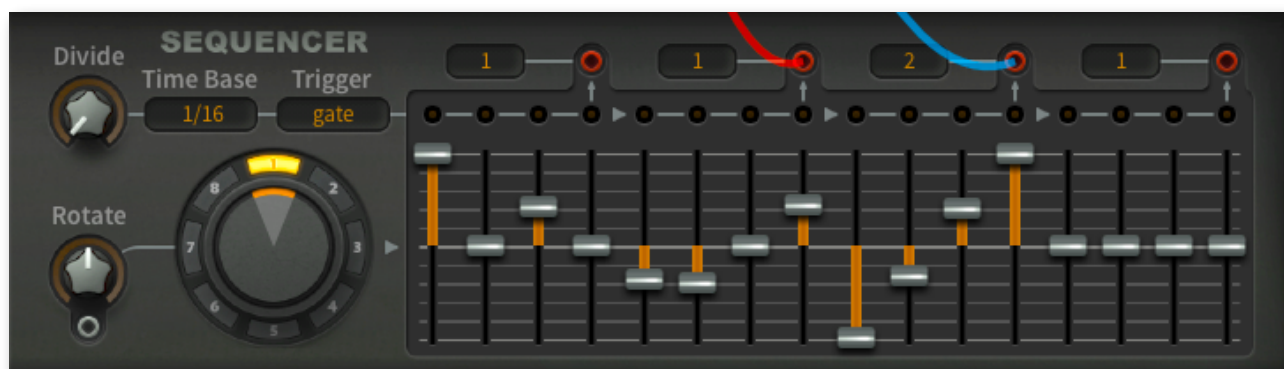 SEQUENCER
Divide
Time Base
Trigger
1/16
gate
1
1
2
1
Rotate
1
2
3
4
5
6
7
8